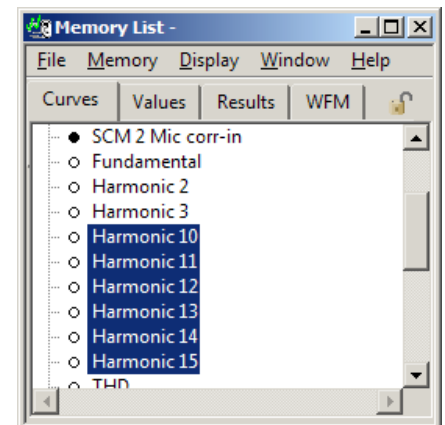 Memory List -
File Memory Display Window Help
Curves Values Results WFM
SCM 2 Mic corr-in
Fundamental
Harmonic 2
Harmonic 3
Harmonic 10
Harmonic 11
Harmonic 12
Harmonic 13
Harmonic 14
Harmonic 15
THD